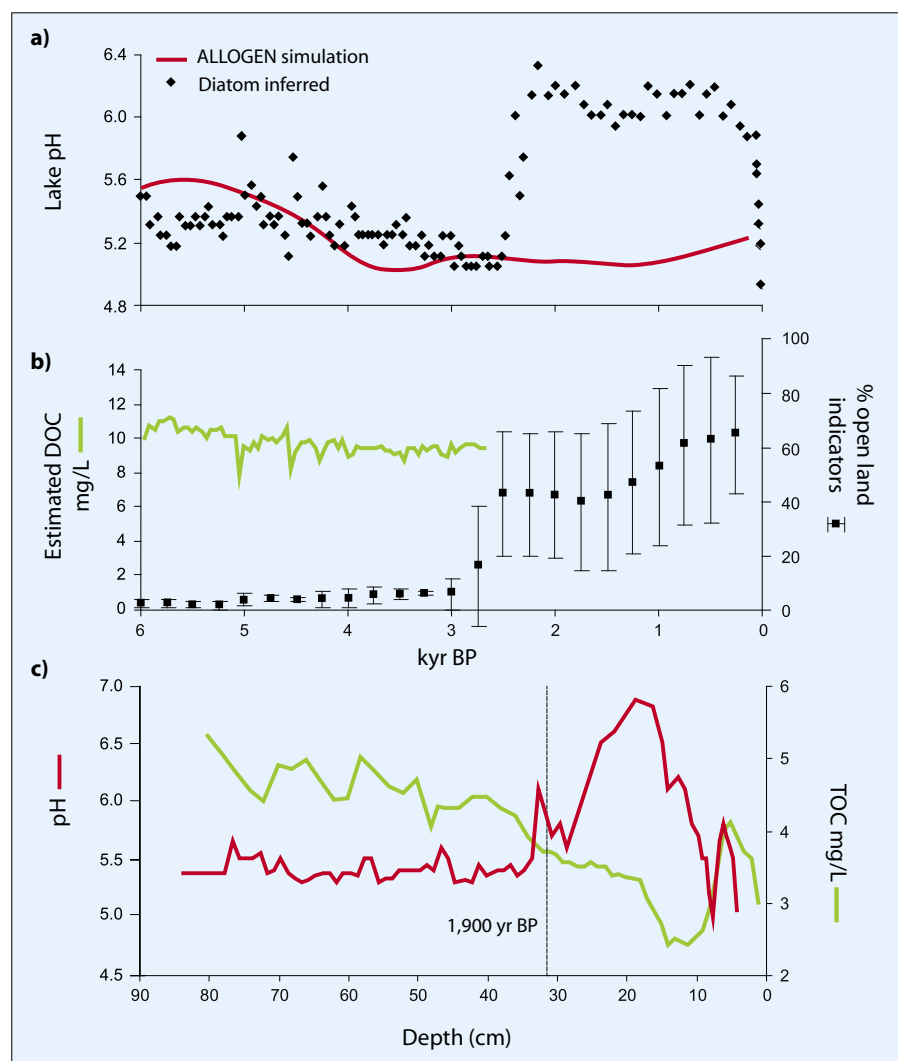 a)
ALLOGEN simulation
Diatom inferred
Lake pH
6.4
6.0
5.6
5.2
4.8
b)
Estimated DOC
mg/L
14
12
10
8
6
4
2
0
100
80
60
40
20
0
% open land
indicators
6 5 4 3 2 1 0
kyr BP
c)
pH
7.0
6.5
6.0
5.5
5.0
4.5
1,900 yr BP
6
5
4
3
2
TOC mg/L
90 80 70 60 50 40 30 20 10 0
Depth (cm)